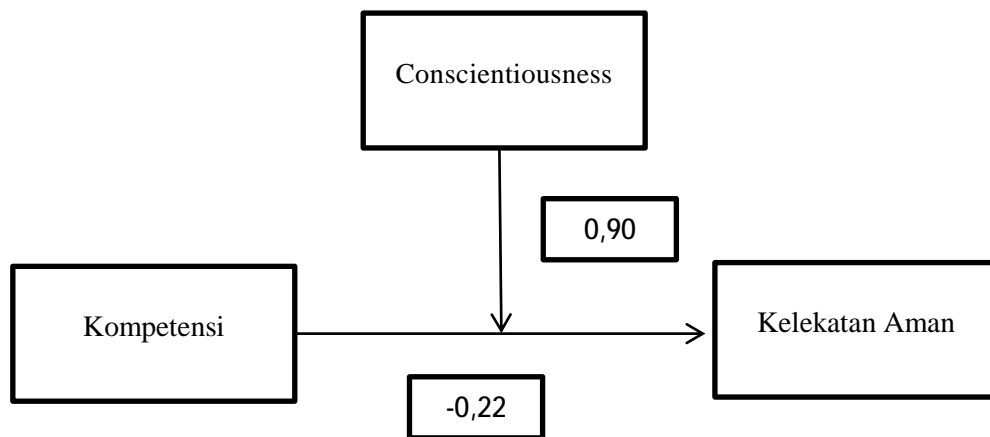 Conscientiousness
0,90
Kompetensi
Kelekatan Aman
-0,22